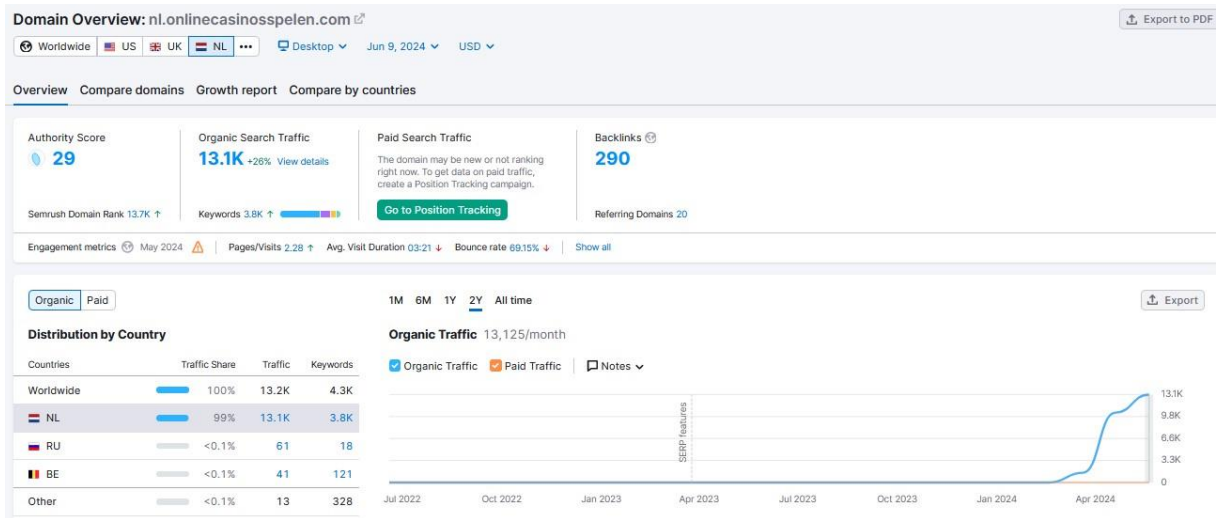 Domain Overview: nl.onlinecasinosspelen.com
Export to PDF
Worldwide US UK NL ••• Desktop Jun 9, 2024 USD
Overview Compare domains Growth report Compare by countries
Authority Score
29
Semrush Domain Rank 13.7K ↑
Organic Search Traffic
13.1K +26% View details
Keywords 3.8K ↑
Paid Search Traffic
The domain may be new or not ranking
right now. To get data on paid traffic,
create a Position Tracking campaign.
Go to Position Tracking
Backlinks
290
Referring Domains 20
Engagement metrics May 2024 Pages/Visits 2.28 ↑ Avg. Visit Duration 03:21 ↓ Bounce rate 69.15% ↓ Show all
Organic Paid
Distribution by Country
Countries Traffic Share Traffic Keywords
Worldwide 100% 13.2K 4.3K
NL 99% 13.1K 3.8K
RU <0.1% 61 18
BE <0.1% 41 121
Other <0.1% 13 328
1M 6M 1Y 2Y All time
Export
Organic Traffic 13,125/month
Organic Traffic Paid Traffic Notes
SERP features
13.1K
9.8K
6.6K
3.3K
0
Jul 2022 Oct 2022 Jan 2023 Apr 2023 Jul 2023 Oct 2023 Jan 2024 Apr 2024